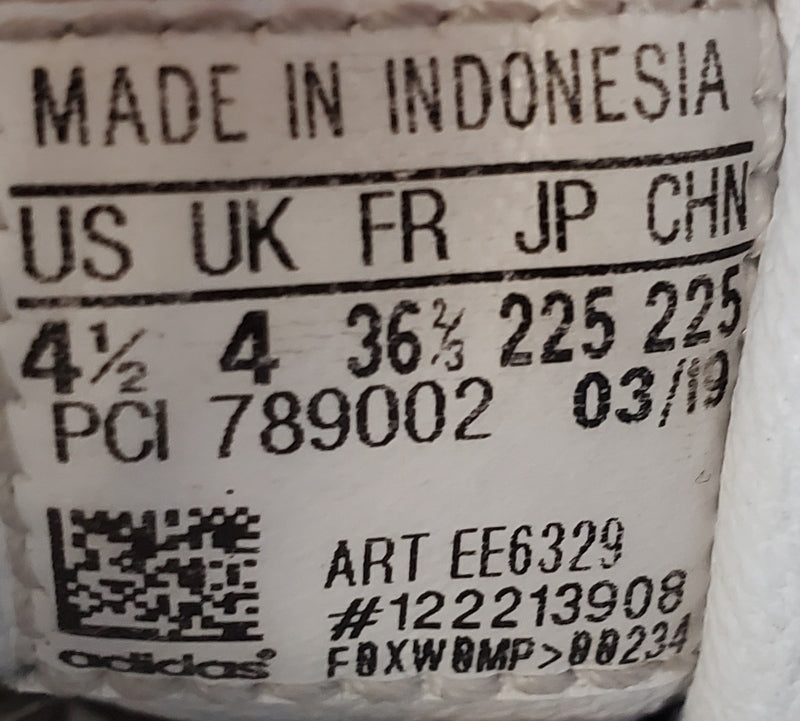 MADE IN INDONESIA
US UK FR JP CHN
4½ 4 36⅔ 225 225
PCI 789002 03/19
ART EE6329
#122213908
F0XW0MP>00234
adidas